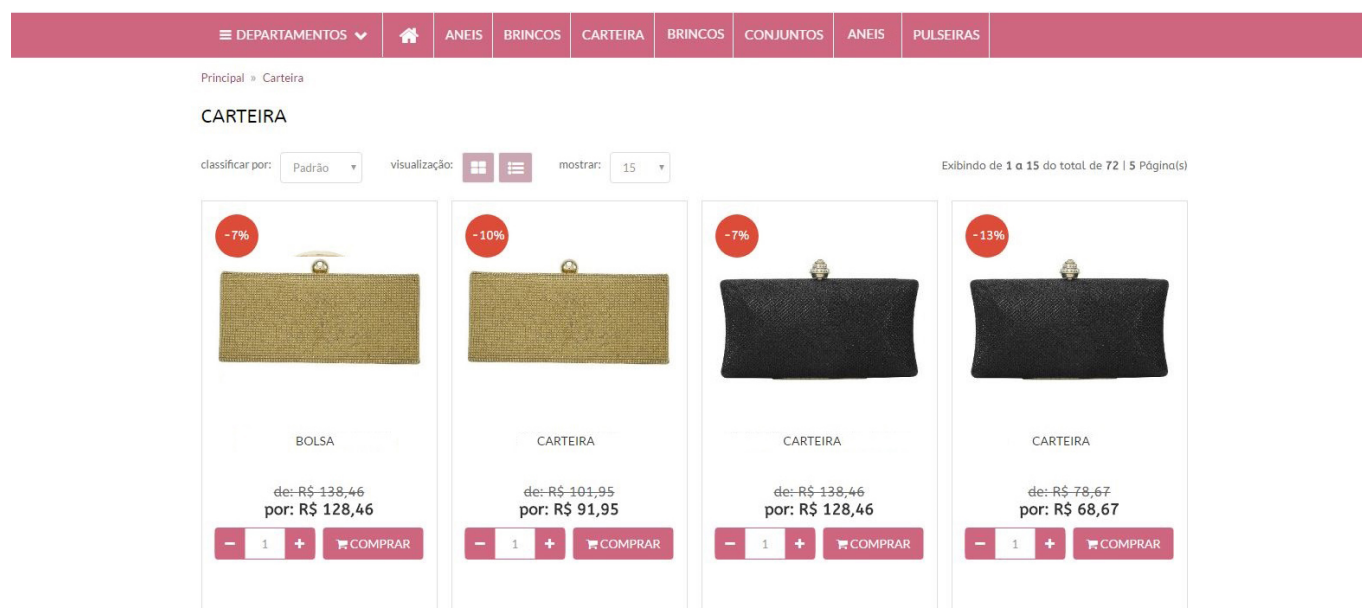 DEPARTAMENTOS ANEIS BRINCOS CARTEIRA BRINCOS CONJUNTOS ANEIS PULSEIRAS
Principal » Carteira
CARTEIRA
classificar por: Padrão visualização: mostrar: 15 Exibindo de 1 a 15 do total de 72 | 5 Página(s)
-7% -10% -7% -13%
BOLSA CARTEIRA CARTEIRA CARTEIRA
de: R$ 138,46 de: R$ 101,95 de: R$ 138,46 de: R$ 78,67
por: R$ 128,46 por: R$ 91,95 por: R$ 128,46 por: R$ 68,67
− 1 + COMPRAR − 1 + COMPRAR − 1 + COMPRAR − 1 + COMPRAR